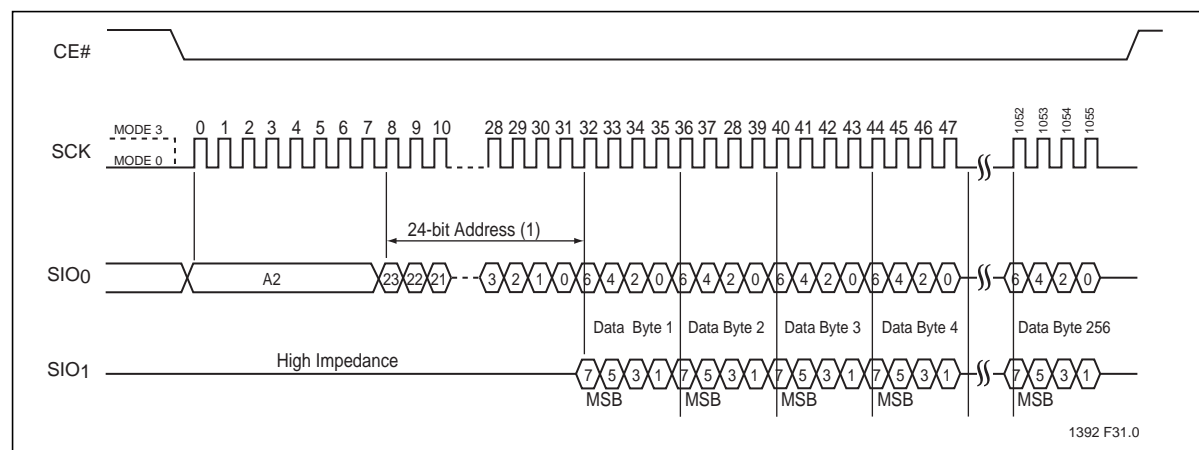 CE#
MODE 3
0 1 2 3 4 5 6 7 8 9 10 28 29 30 31 32 33 34 35 36 37 28 39 40 41 42 43 44 45 46 47 1052 1053 1054 1055
SCK
MODE 0
24-bit Address (1)
SIO0 A2 23 22 21 3 2 1 0 6 4 2 0 6 4 2 0 6 4 2 0 6 4 2 0 6 4 2 0
Data Byte 1 Data Byte 2 Data Byte 3 Data Byte 4 Data Byte 256
High Impedance
SIO1 7 5 3 1 7 5 3 1 7 5 3 1 7 5 3 1 7 5 3 1
MSB MSB MSB MSB MSB
1392 F31.0